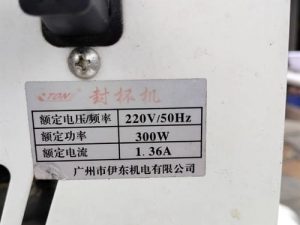 ETON 封杯机
额定电压/频率 220V/50Hz
额定功率 300W
额定电流 1.36A
广州市伊东机电有限公司